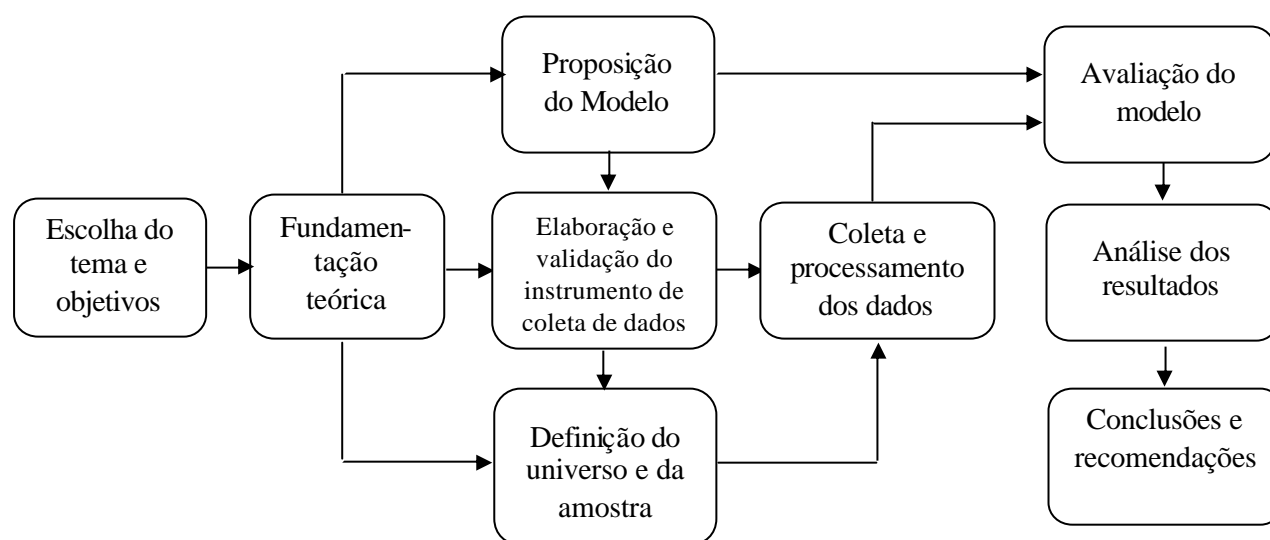 Escolha do
tema e
objetivos
Fundamen-
tação
teórica
Proposição
do Modelo
Elaboração e
validação do
instrumento de
coleta de dados
Definição do
universo e da
amostra
Coleta e
processamento
dos dados
Avaliação do
modelo
Análise dos
resultados
Conclusões e
recomendações